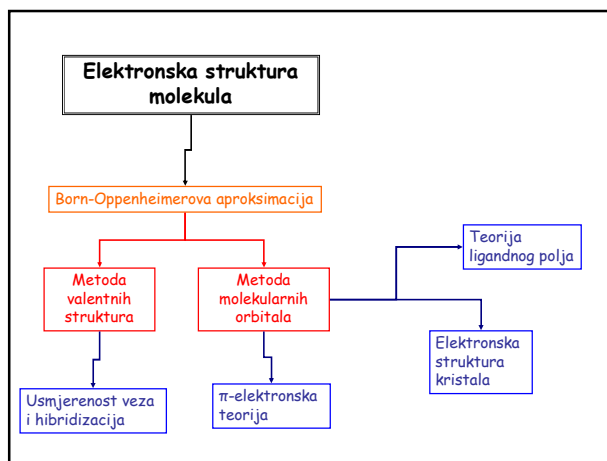 Elektronska struktura
molekula
Born-Oppenheimerova aproksimacija
Teorija
ligandnog polja
Metoda
valentnih
struktura
Metoda
molekularnih
orbitala
Elektronska
struktura
kristala
Usmjerenost veza
i hibridizacija
π-elektronska
teorija